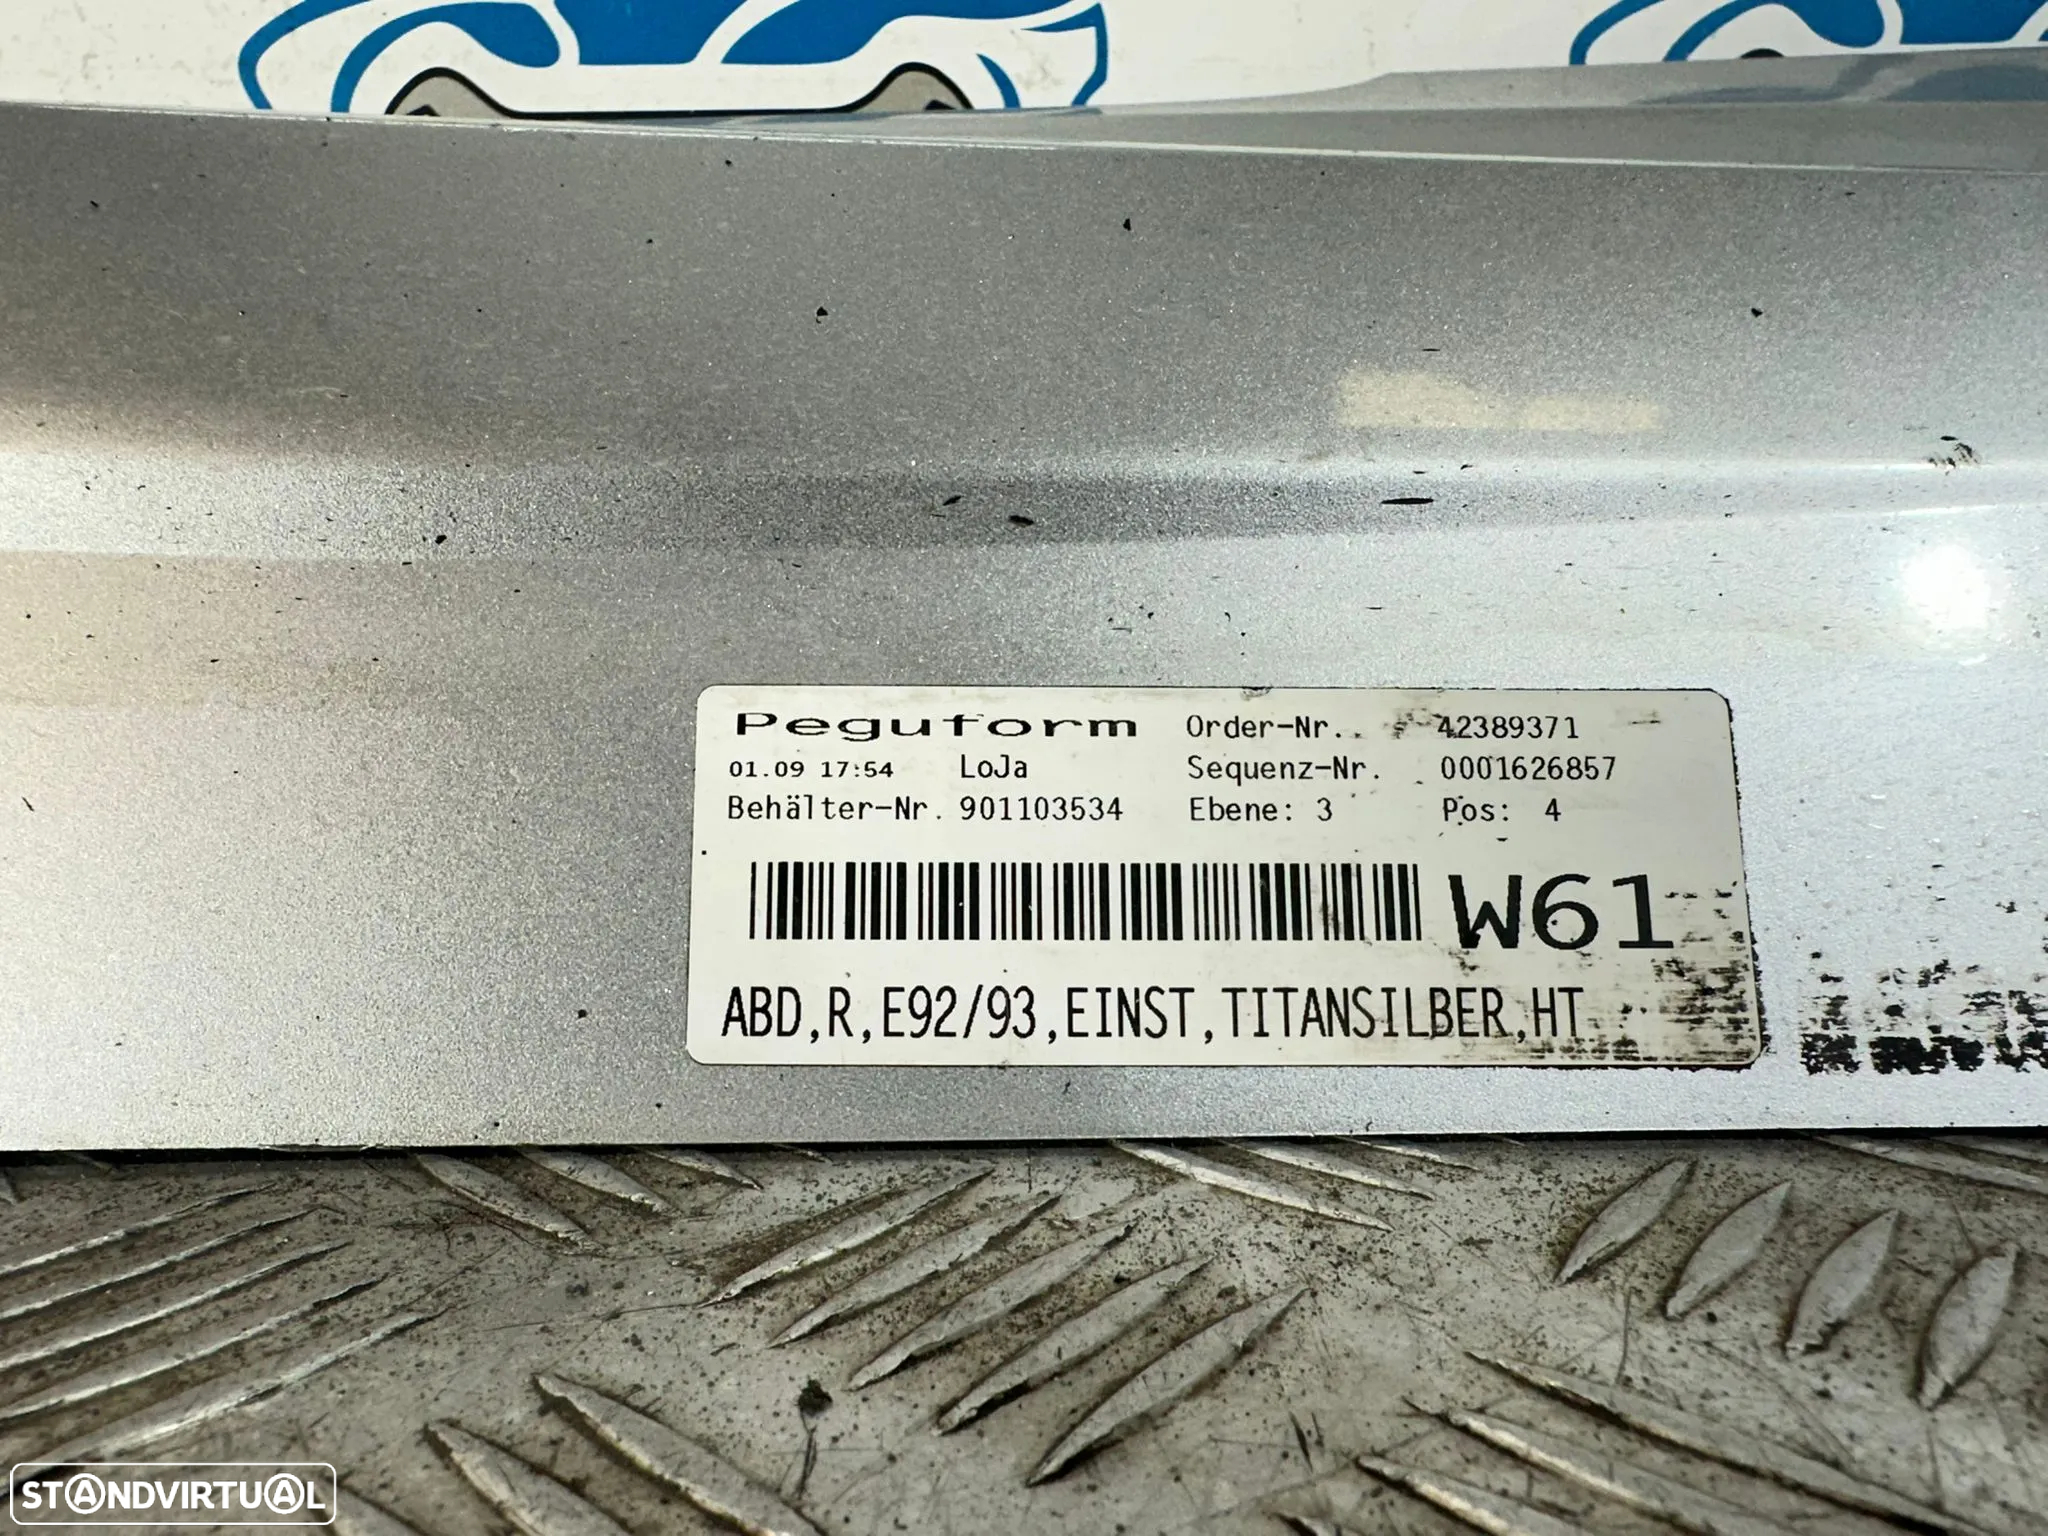 Peguform Order-Nr. 42389371
01.09 17:54 LoJa Sequenz-Nr. 0001626857
Behälter-Nr. 901103534 Ebene: 3 Pos: 4
W61
ABD,R,E92/93,EINST,TITANSILBER,HT
STANDVIRTUAL